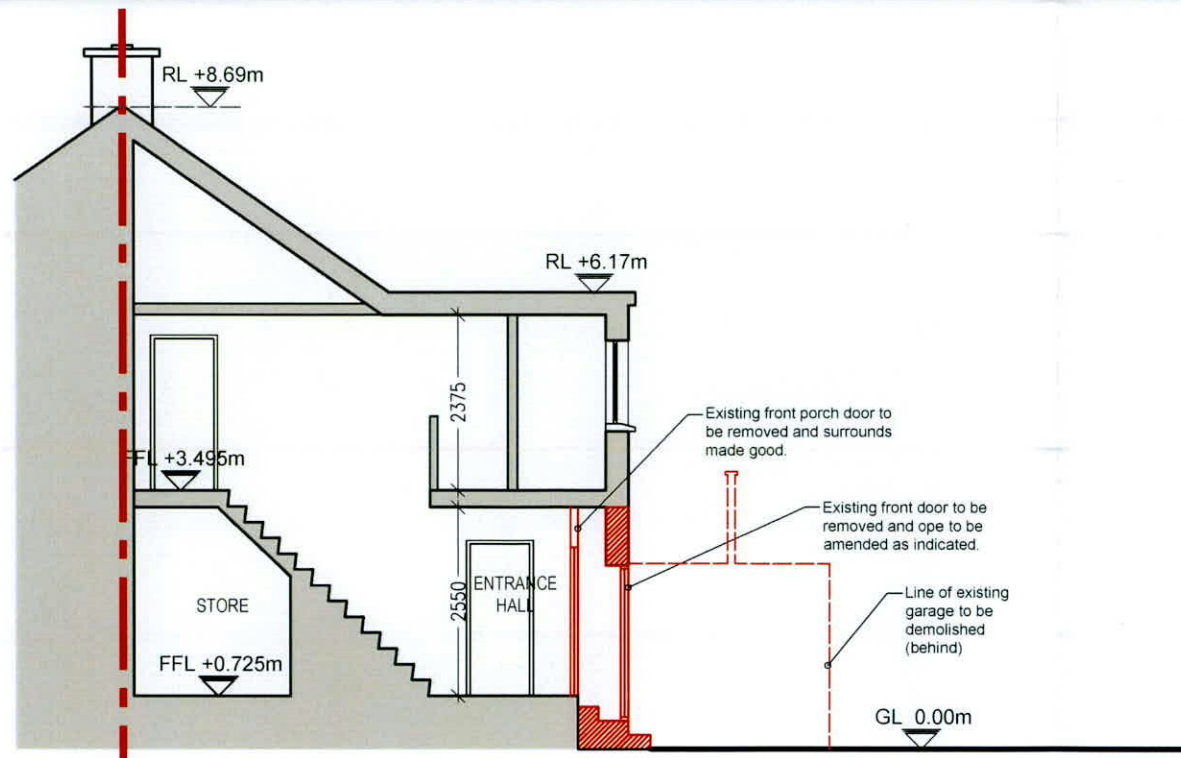 RL +8.69m
RL +6.17m
2375
Existing front porch door to
be removed and surrounds
made good.
FFL +3.495m
Existing front door to be
removed and ope to be
amended as indicated.
2550
ENTRANCE
HALL
STORE
Line of existing
garage to be
demolished
(behind)
FFL +0.725m
GL 0.00m